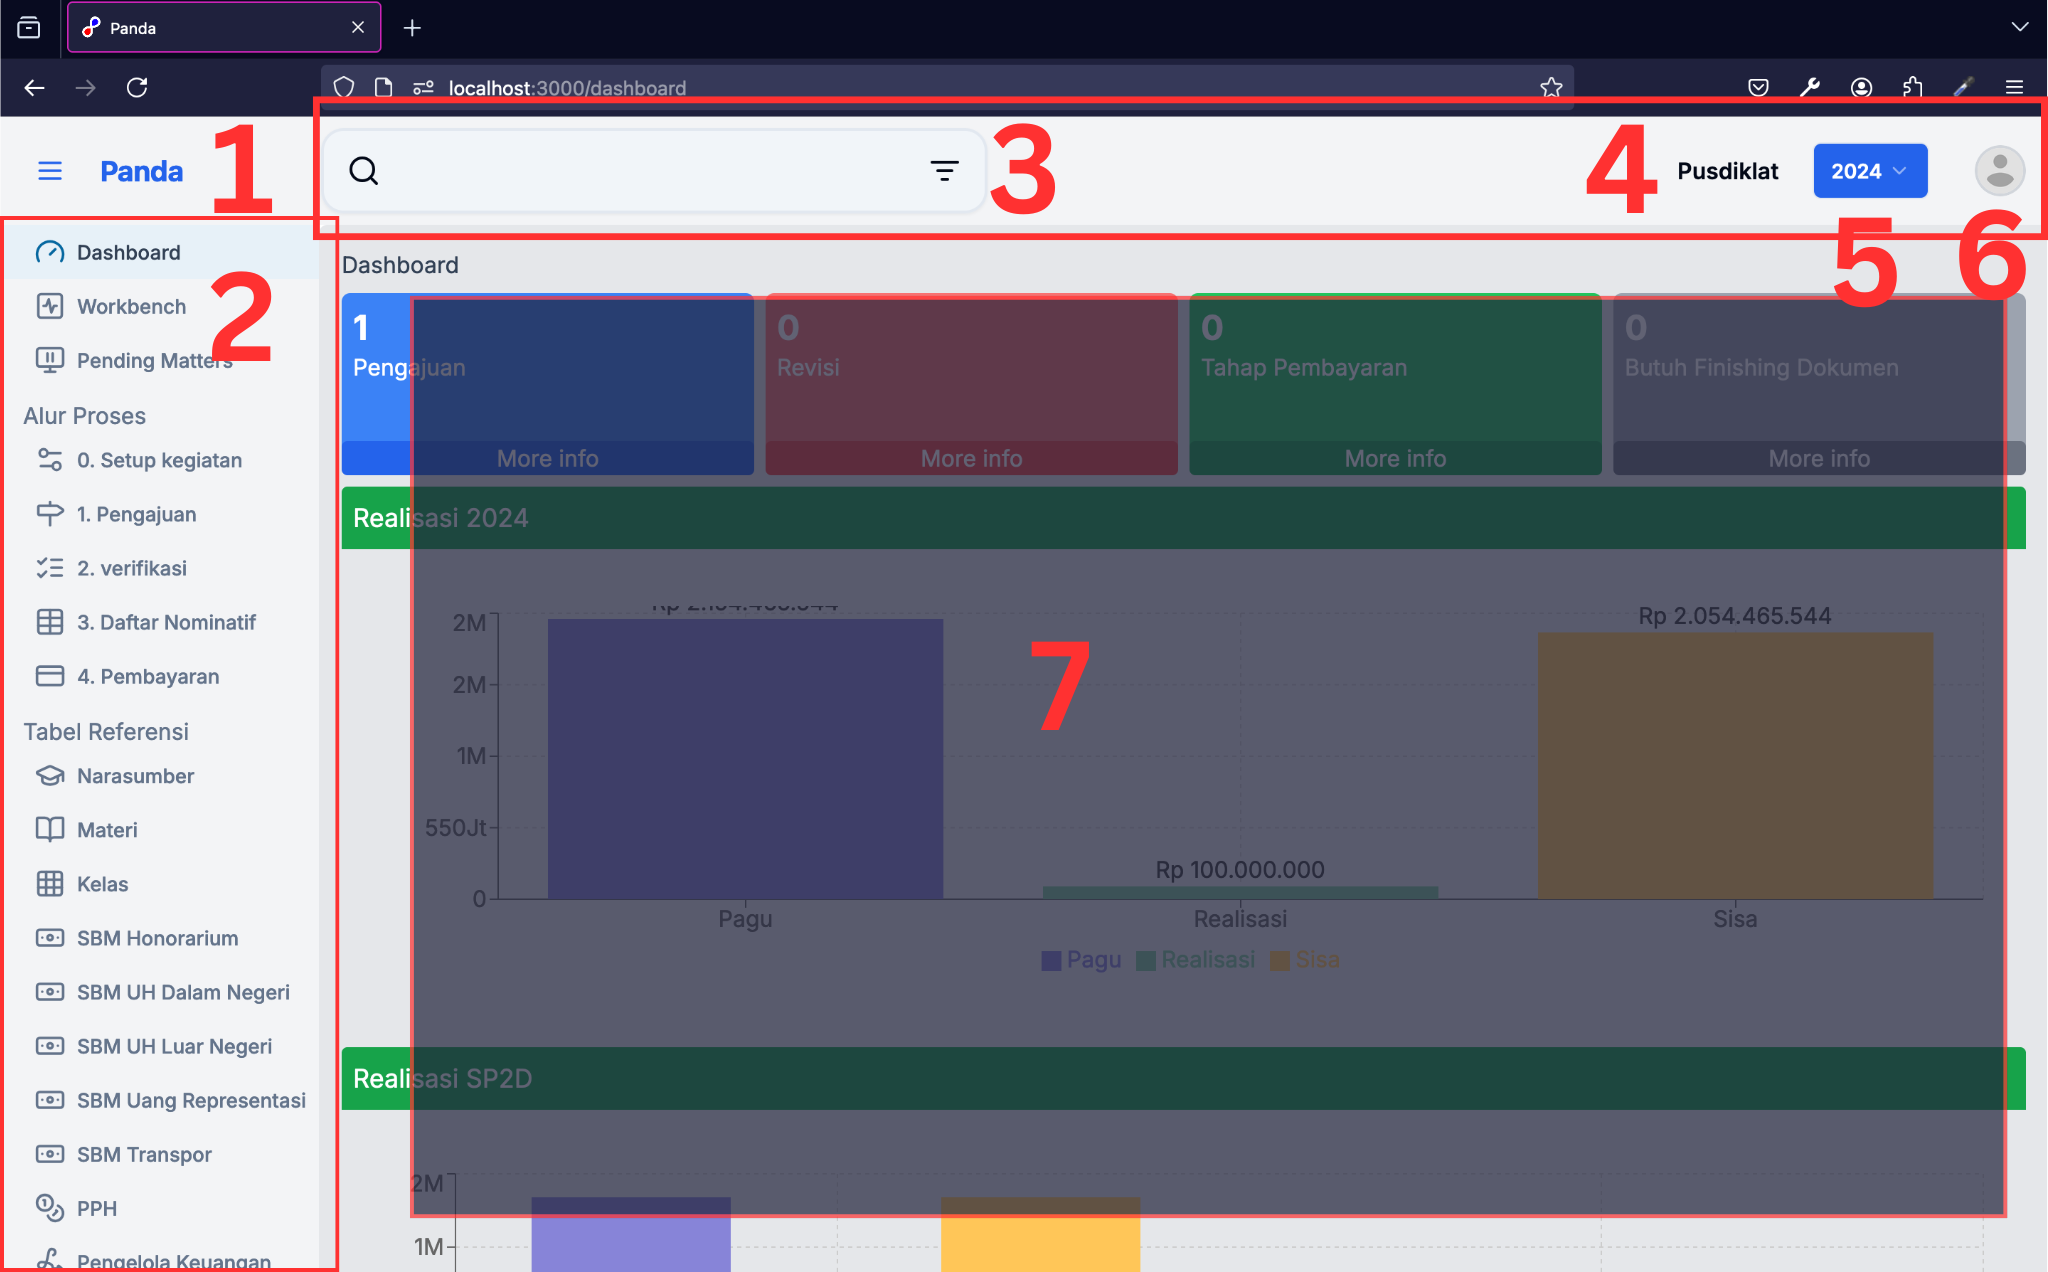 Panda
localhost:3000/dashboard
1
Panda
3
4
Pusdiklat
2024
5
6
2
Dashboard
Workbench
Pending Matters
Alur Proses
0. Setup kegiatan
1. Pengajuan
2. verifikasi
3. Daftar Nominatif
4. Pembayaran
Tabel Referensi
Narasumber
Materi
Kelas
SBM Honorarium
SBM UH Dalam Negeri
SBM UH Luar Negeri
SBM Uang Representasi
SBM Transpor
PPH
Pengelola Keuangan
Dashboard
1
Pengajuan
More info
0
Revisi
More info
0
Tahap Pembayaran
More info
0
Butuh Finishing Dokumen
More info
Realisasi 2024
7
2M
2M
1M
550Jt
0
Rp
Rp 100.000.000
Rp 2.054.465.544
Pagu
Realisasi
Sisa
Pagu Realisasi Sisa
Realisasi SP2D
2M
1M